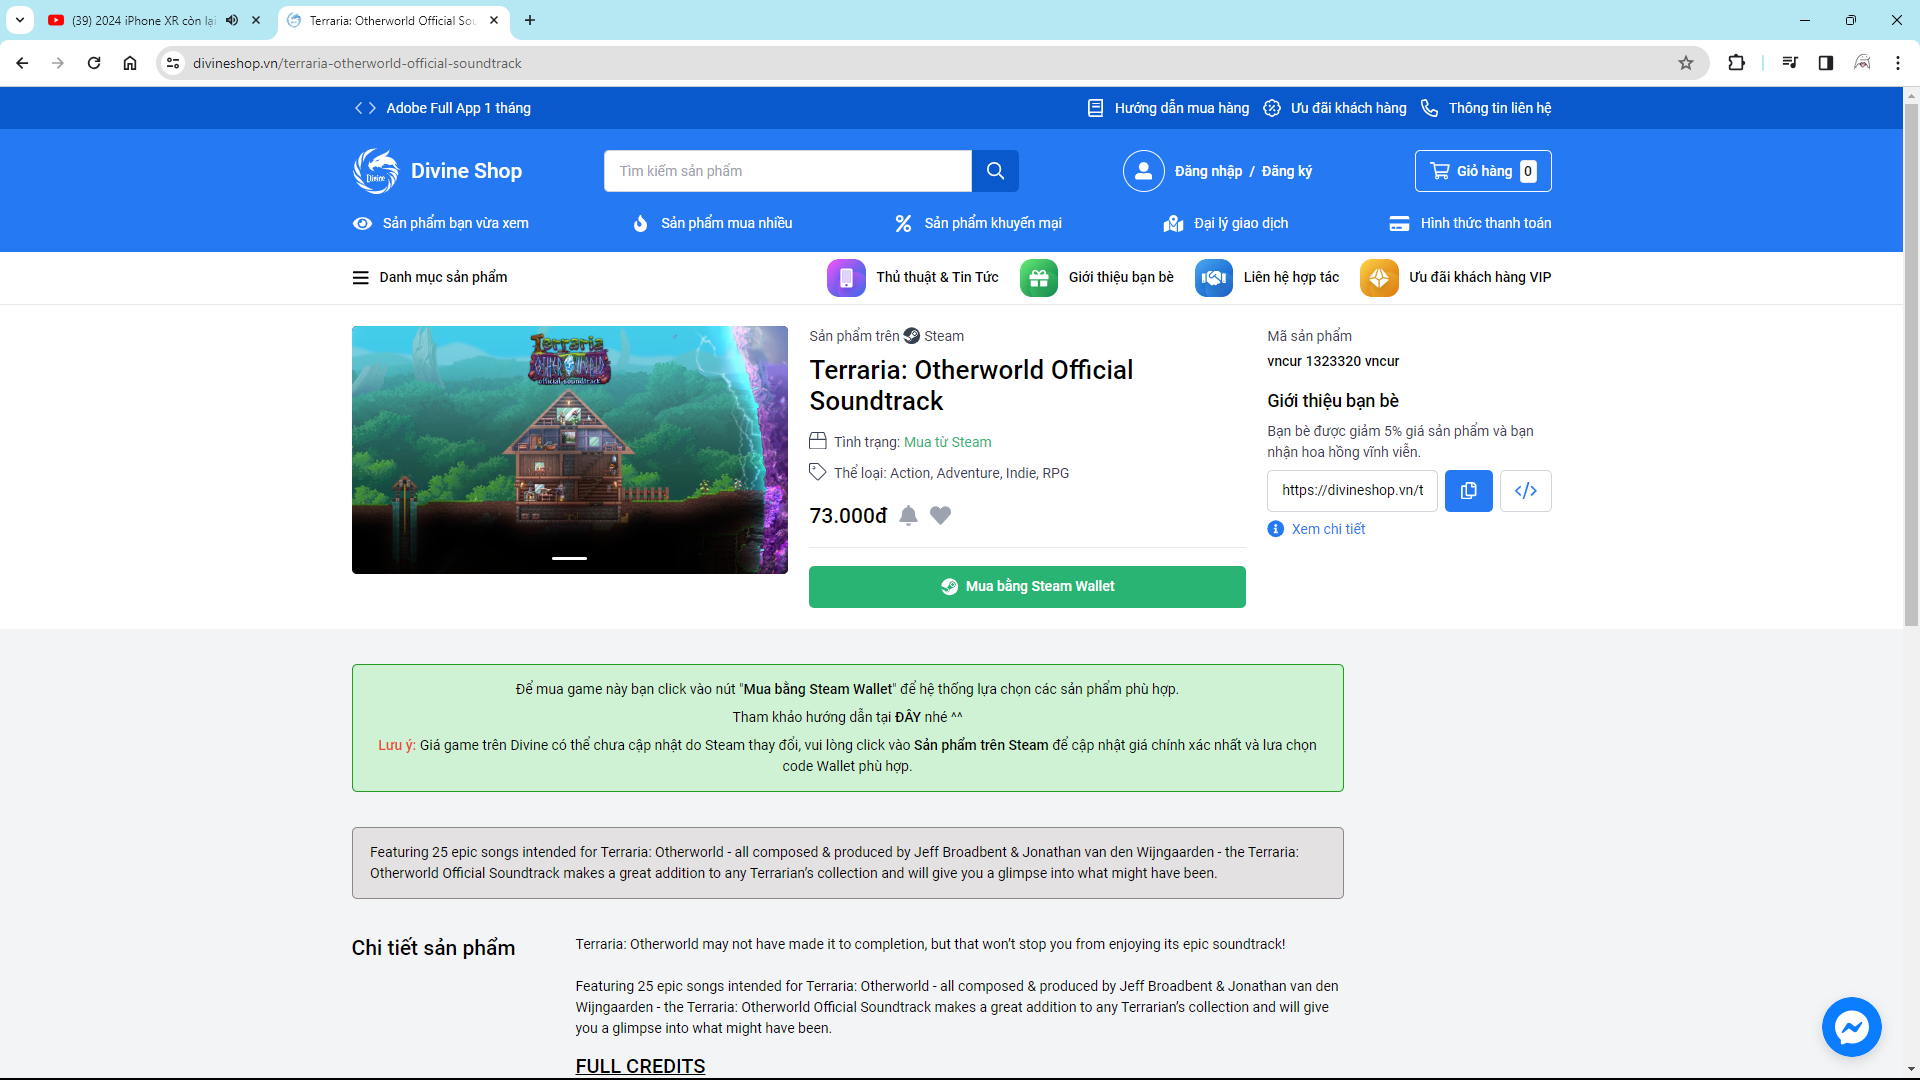 (39) 2024 iPhone XR còn lại
Terraria: Otherworld Official Sou
divineshop.vn/terraria-otherworld-official-soundtrack
Adobe Full App 1 tháng
Hướng dẫn mua hàng
Ưu đãi khách hàng
Thông tin liên hệ
Divine
Divine Shop
Tìm kiếm sản phẩm
Đăng nhập / Đăng ký
Giỏ hàng 0
Sản phẩm bạn vừa xem
Sản phẩm mua nhiều
Sản phẩm khuyến mại
Đại lý giao dịch
Hình thức thanh toán
Danh mục sản phẩm
Thủ thuật & Tin Tức
Giới thiệu bạn bè
Liên hệ hợp tác
Ưu đãi khách hàng VIP
Terraria
OTHERWORLD
official soundtrack
Sản phẩm trên Steam
Terraria: Otherworld Official
Soundtrack
Tình trạng: Mua từ Steam
Thể loại: Action, Adventure, Indie, RPG
73.000đ
Mua bằng Steam Wallet
Mã sản phẩm
vncur 1323320 vncur
Giới thiệu bạn bè
Bạn bè được giảm 5% giá sản phẩm và bạn
nhận hoa hồng vĩnh viễn.
https://divineshop.vn/t
Xem chi tiết
Để mua game này bạn click vào nút "Mua bằng Steam Wallet" để hệ thống lựa chọn các sản phẩm phù hợp.
Tham khảo hướng dẫn tại ĐÂY nhé ^^
Lưu ý: Giá game trên Divine có thể chưa cập nhật do Steam thay đổi, vui lòng click vào Sản phẩm trên Steam để cập nhật giá chính xác nhất và lưa chọn
code Wallet phù hợp.
Featuring 25 epic songs intended for Terraria: Otherworld - all composed & produced by Jeff Broadbent & Jonathan van den Wijngaarden - the Terraria:
Otherworld Official Soundtrack makes a great addition to any Terrarian’s collection and will give you a glimpse into what might have been.
Chi tiết sản phẩm
Terraria: Otherworld may not have made it to completion, but that won’t stop you from enjoying its epic soundtrack!
Featuring 25 epic songs intended for Terraria: Otherworld - all composed & produced by Jeff Broadbent & Jonathan van den
Wijngaarden - the Terraria: Otherworld Official Soundtrack makes a great addition to any Terrarian’s collection and will give
you a glimpse into what might have been.
FULL CREDITS